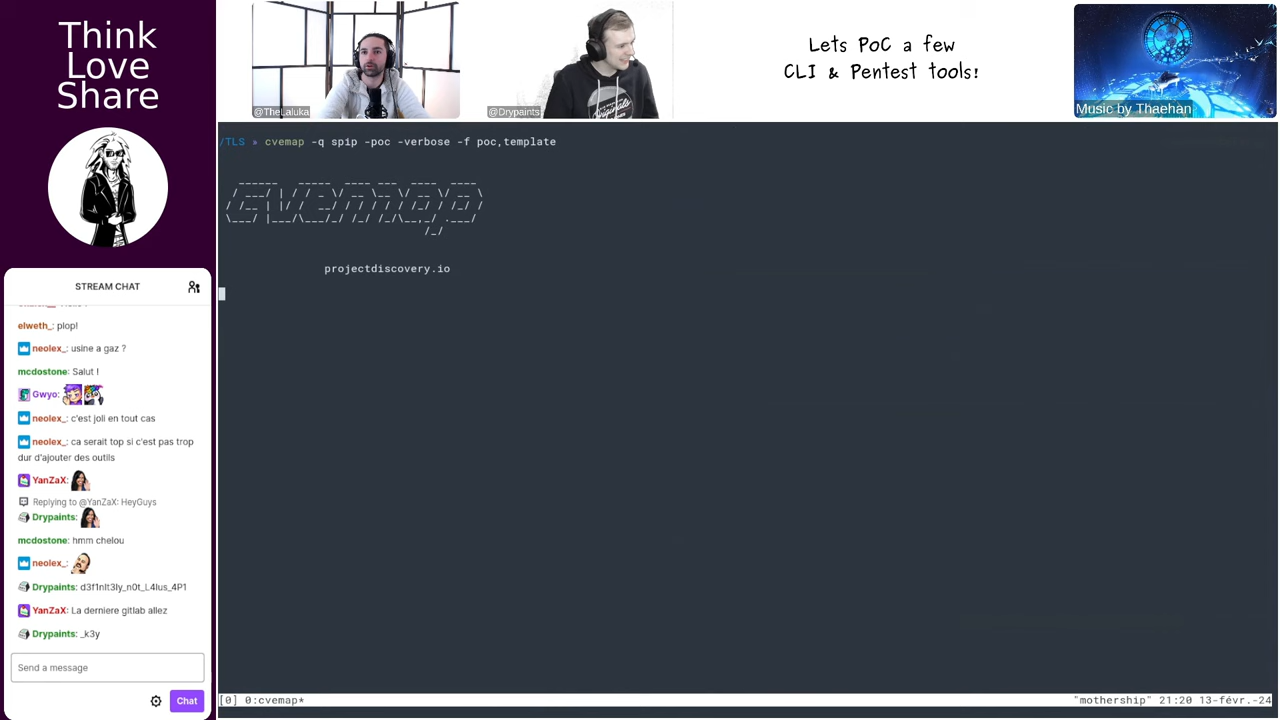 Think
Love
Share
@TheLaluka
@Drypaints
Lets PoC a few
CLI & Pentest tools!
Music by Thaehan
/TLS » cvemap -q spip -poc -verbose -f poc,template
cvemap
projectdiscovery.io
STREAM CHAT
elweth_: plop!
neolex_: usine a gaz ?
mcdostone: Salut !
Gwyo:
neolex_: c'est joli en tout cas
neolex_: ca serait top si c'est pas trop
dur d'ajouter des outils
YanZaX:
Replying to @YanZaX: HeyGuys
Drypaints:
mcdostone: hmm chelou
neolex_:
Drypaints: d3f1nIt3ly_n0t_L4lus_4P1
YanZaX: La derniere gitlab allez
Drypaints: _k3y
Send a message
Chat
[0] 0:cvemap*
"mothership" 21:20 13-févr.-24